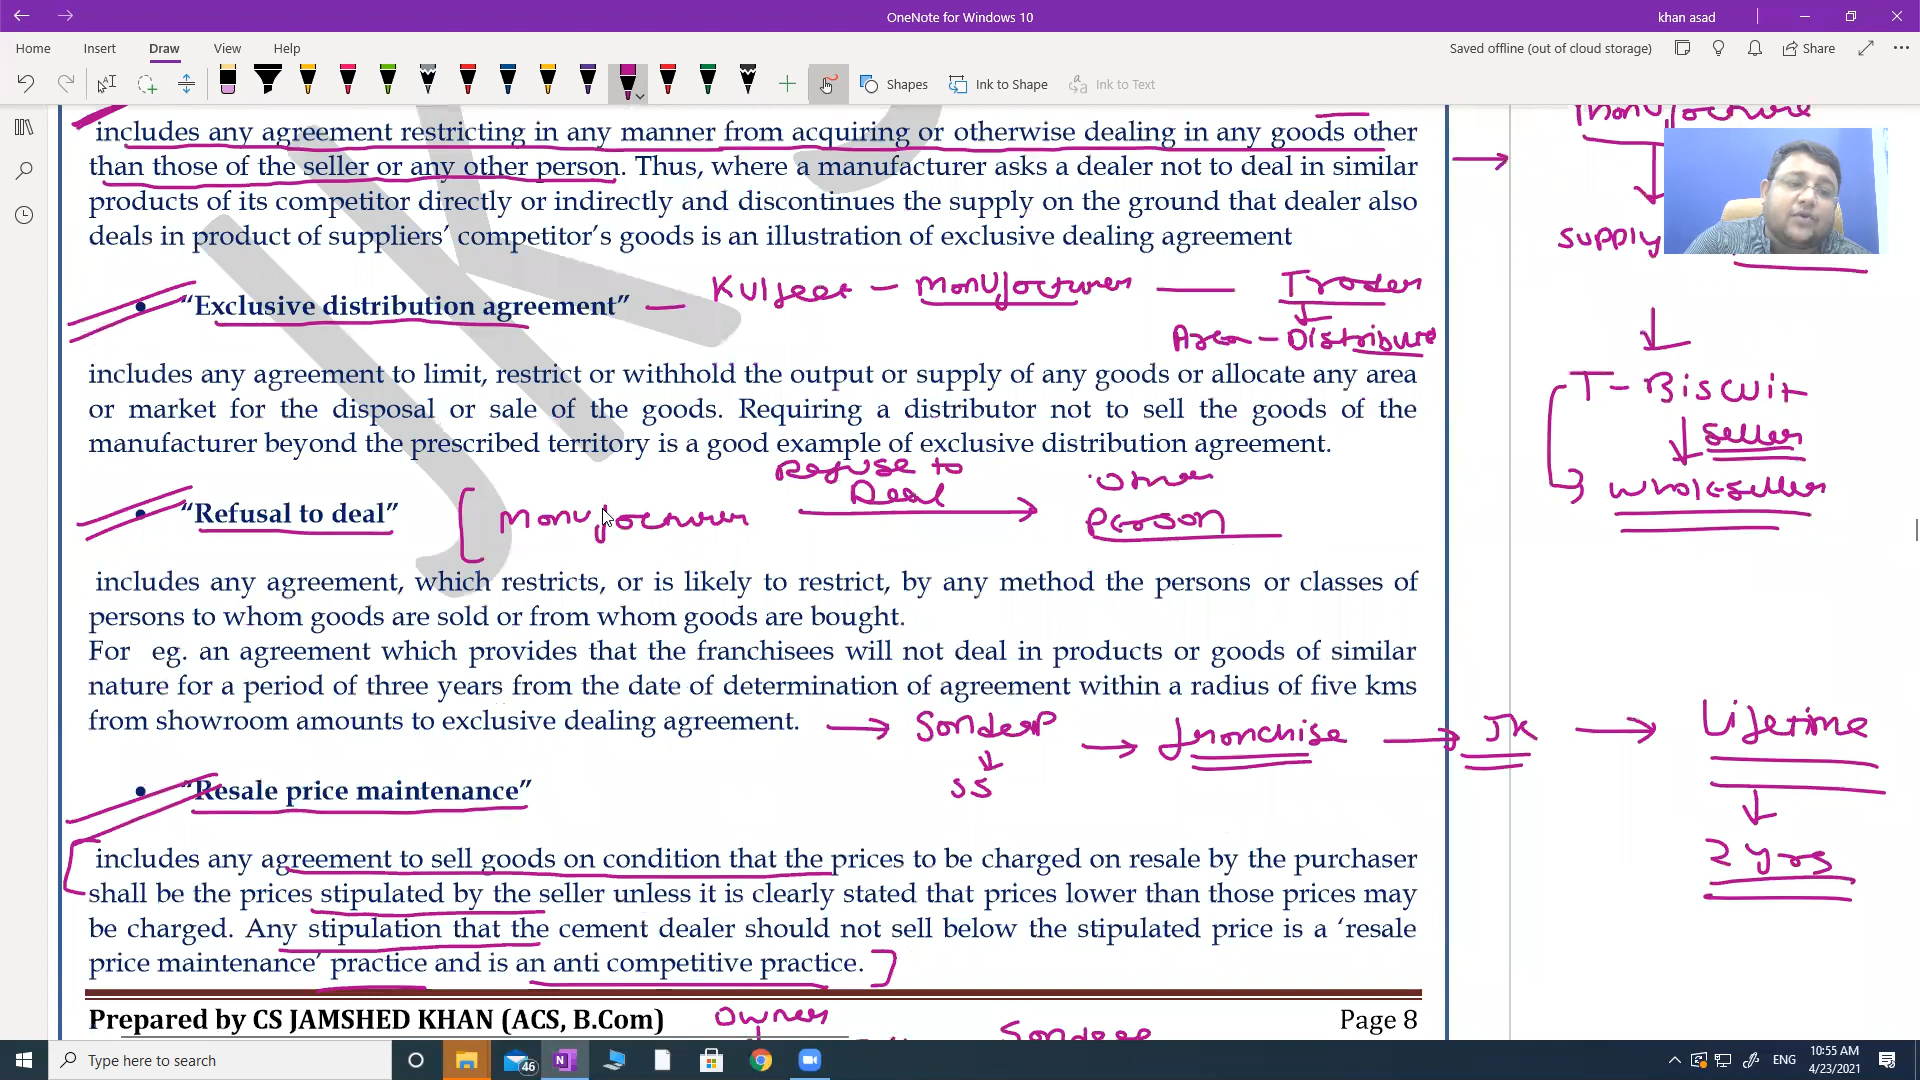 OneNote for Windows 10
khan asad
Home Insert Draw View Help
Saved offline (out of cloud storage)
Share
Shapes
Ink to Shape
Ink to Text
includes any agreement restricting in any manner from acquiring or otherwise dealing in any goods other
than those of the seller or any other person. Thus, where a manufacturer asks a dealer not to deal in similar
products of its competitor directly or indirectly and discontinues the supply on the ground that dealer also
deals in product of suppliers' competitor's goods is an illustration of exclusive dealing agreement
• "Exclusive distribution agreement" – Kuljeet – Manufacturer — Trader
Area – Distribute
includes any agreement to limit, restrict or withhold the output or supply of any goods or allocate any area
or market for the disposal or sale of the goods. Requiring a distributor not to sell the goods of the
manufacturer beyond the prescribed territory is a good example of exclusive distribution agreement.
• "Refusal to deal" [ Manufacturer
Refuse to
Deal
other
person
includes any agreement, which restricts, or is likely to restrict, by any method the persons or classes of
persons to whom goods are sold or from whom goods are bought.
For eg. an agreement which provides that the franchisees will not deal in products or goods of similar
nature for a period of three years from the date of determination of agreement within a radius of five kms
from showroom amounts to exclusive dealing agreement. → Sandeep → franchise → JK → Lifetime
SS
2 yrs
• "Resale price maintenance"
includes any agreement to sell goods on condition that the prices to be charged on resale by the purchaser
shall be the prices stipulated by the seller unless it is clearly stated that prices lower than those prices may
be charged. Any stipulation that the cement dealer should not sell below the stipulated price is a 'resale
price maintenance' practice and is an anti competitive practice. ]
Prepared by CS JAMSHED KHAN (ACS, B.Com)
Page 8
owner
Sandeep
manufacture
supply
T – Biscuit
seller
wholeseller
Type here to search
46
ENG
10:55 AM
4/23/2021